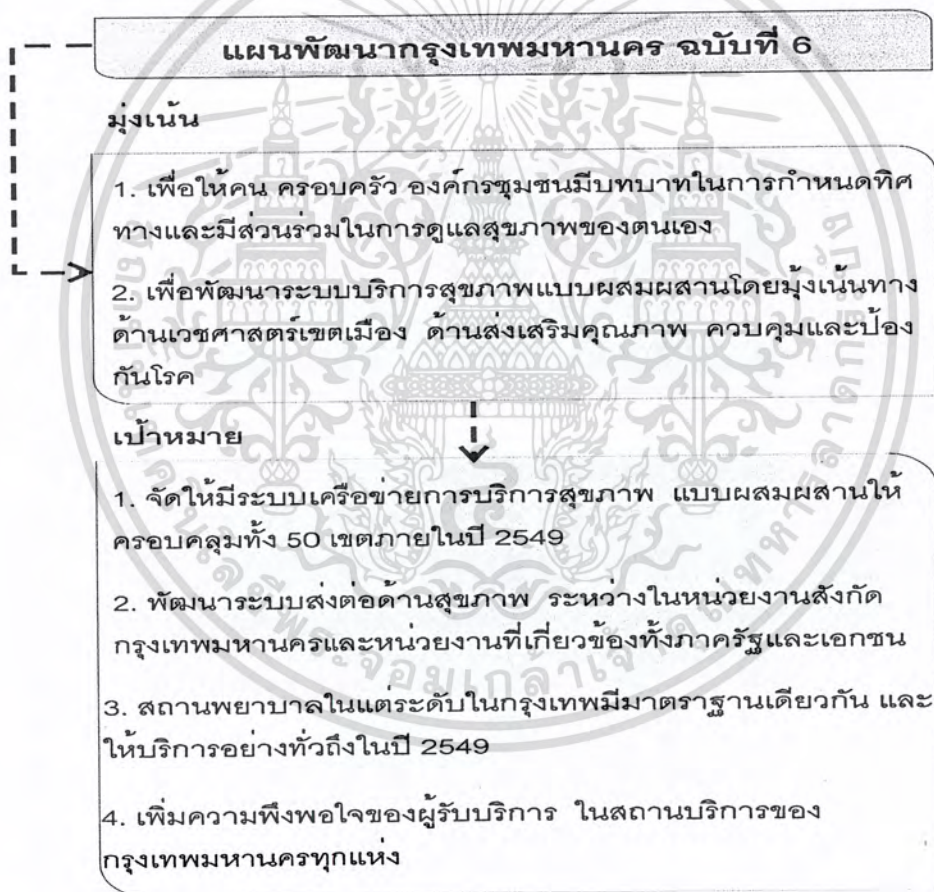 แผนพัฒนากรุงเทพมหานคร ฉบับที่ 6
มุ่งเน้น
1. เพื่อให้คน ครอบครัว องค์กรชุมชนมีบทบาทในการกำหนดทิศ
ทางและมีส่วนร่วมในการดูแลสุขภาพของตนเอง
2. เพื่อพัฒนาระบบบริการสุขภาพแบบผสมผสานโดยมุ้งเน้นทาง
ด้านเวชศาสตร์เขตเมือง ด้านส่งเสริมคุณภาพ ควบคุมและป้อง
กันโรค
เป้าหมาย
1. จัดให้มีระบบเครือข่ายการบริการสุขภาพ แบบผสมผสานให้
ครอบคลุมทั้ง 50 เขตภายในปี 2549
2. พัฒนาระบบส่งต่อด้านสุขภาพ ระหว่างในหน่วยงานสังกัด
กรุงเทพมหานครและหน่วยงานที่เกี่ยวข้องทั้งภาครัฐและเอกชน
3. สถานพยาบาลในแต่ระดับในกรุงเทพมีมาตราฐานเดียวกัน และ
ให้บริการอย่างทั่วถึงในปี 2549
4. เพิ่มความพึงพอใจของผู้รับบริการ ในสถานบริการของ
กรุงเทพมหานครทุกแห่ง